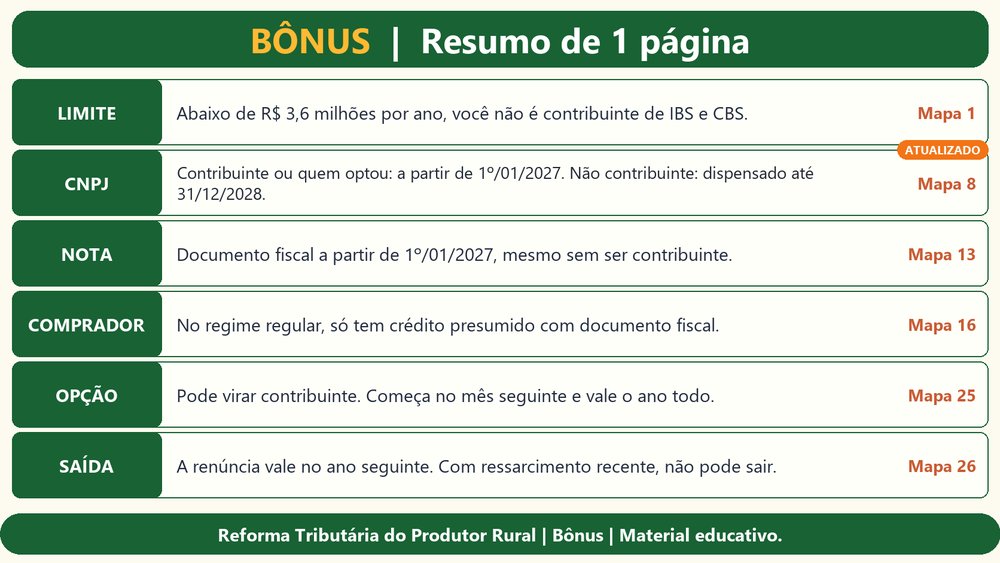 BÔNUS | Resumo de 1 página
LIMITE
Abaixo de R$ 3,6 milhões por ano, você não é contribuinte de IBS e CBS.
Mapa 1
ATUALIZADO
CNPJ
Contribuinte ou quem optou: a partir de 1º/01/2027. Não contribuinte: dispensado até
31/12/2028.
Mapa 8
NOTA
Documento fiscal a partir de 1º/01/2027, mesmo sem ser contribuinte.
Mapa 13
COMPRADOR
No regime regular, só tem crédito presumido com documento fiscal.
Mapa 16
OPÇÃO
Pode virar contribuinte. Começa no mês seguinte e vale o ano todo.
Mapa 25
SAÍDA
A renúncia vale no ano seguinte. Com ressarcimento recente, não pode sair.
Mapa 26
Reforma Tributária do Produtor Rural | Bônus | Material educativo.